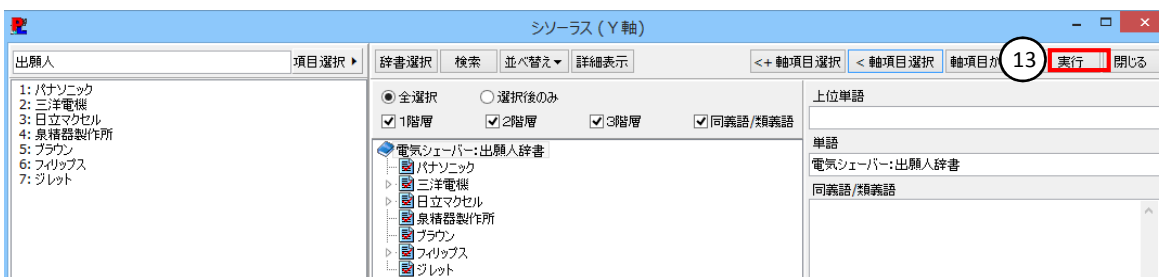 シソーラス (Y軸)
出願人 項目選択
辞書選択 検索 並べ替え 詳細表示 <+ 軸項目選択 < 軸項目選択 軸項目か 13 実行 閉じる
1: パナソニック
2: 三洋電機
3: 日立マクセル
4: 泉精器製作所
5: ブラウン
6: フィリップス
7: ジレット
全選択 選択後のみ
1階層 2階層 3階層 同義語/類義語
電気シェーバー:出願人辞書
パナソニック
三洋電機
日立マクセル
泉精器製作所
ブラウン
フィリップス
ジレット
上位単語
単語
電気シェーバー:出願人辞書
同義語/類義語